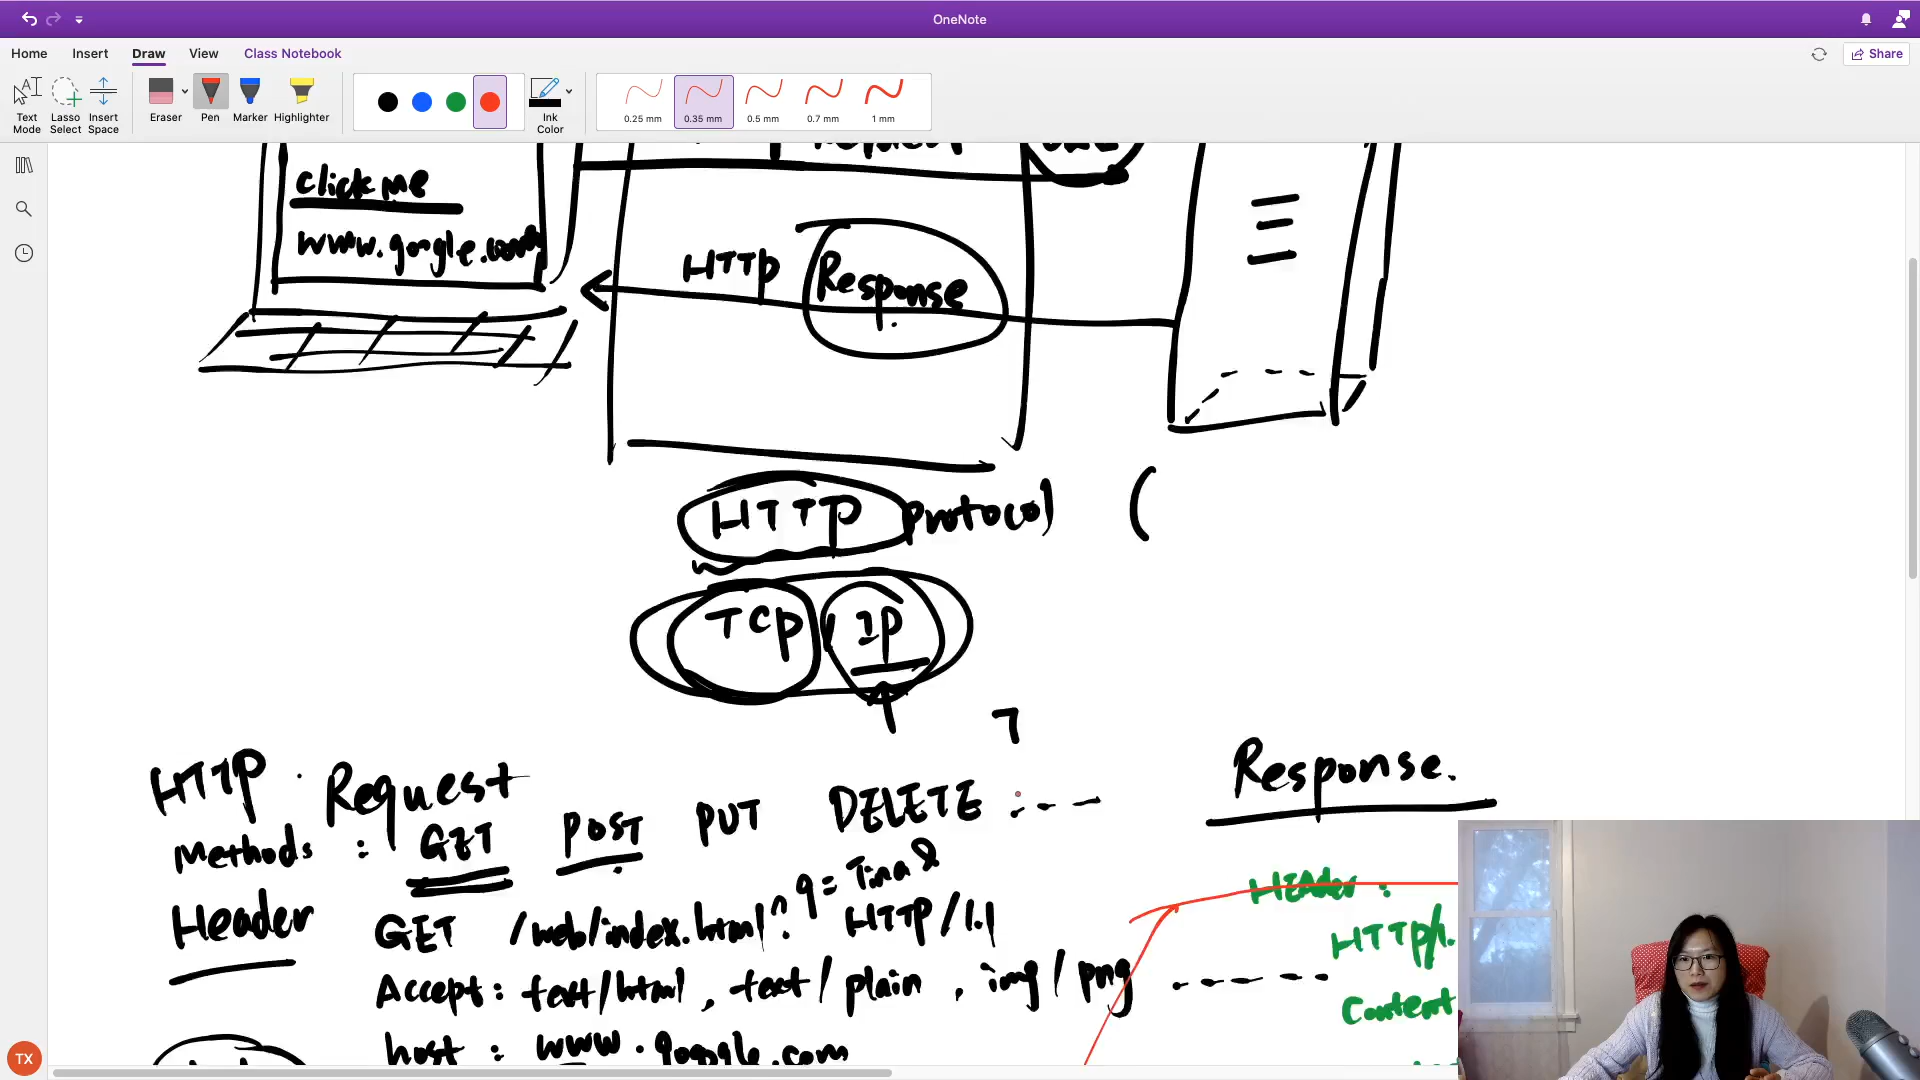 OneNote
Home Insert Draw View Class Notebook
Share
Text Mode
Lasso Select
Insert Space
Eraser
Pen
Marker
Highlighter
Ink Color
0.25 mm
0.35 mm
0.5 mm
0.7 mm
1 mm
click me
www.google.com
HTTP Response
HTTP protocol (
TCP IP
HTTP Request
Methods : GET POST PUT DELETE
Header
GET /web/index.html? q= Tina &
HTTP/1.1
Accept: text/html, text/plain, img/png
host : www.google.com
Response.
HEAder :
HTTP/1.
Content
TX